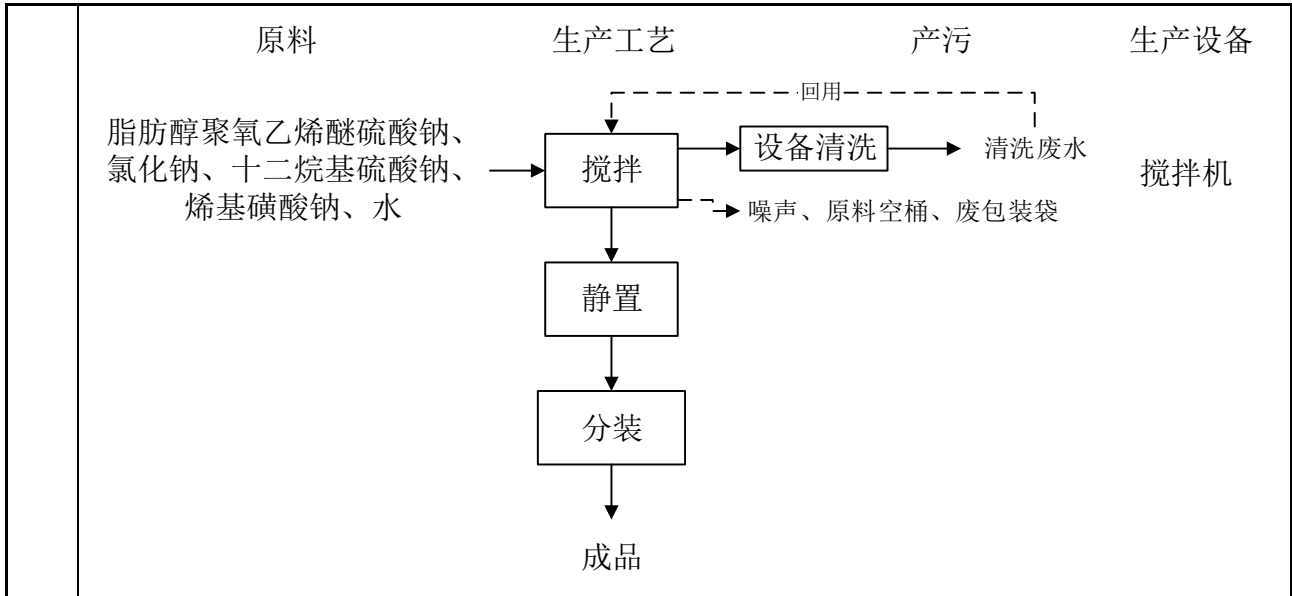 原料 生产工艺 产污 生产设备
回用
脂肪醇聚氧乙烯醚硫酸钠、
氯化钠、十二烷基硫酸钠、
烯基磺酸钠、水
搅拌
设备清洗
清洗废水
搅拌机
噪声、原料空桶、废包装袋
静置
分装
成品